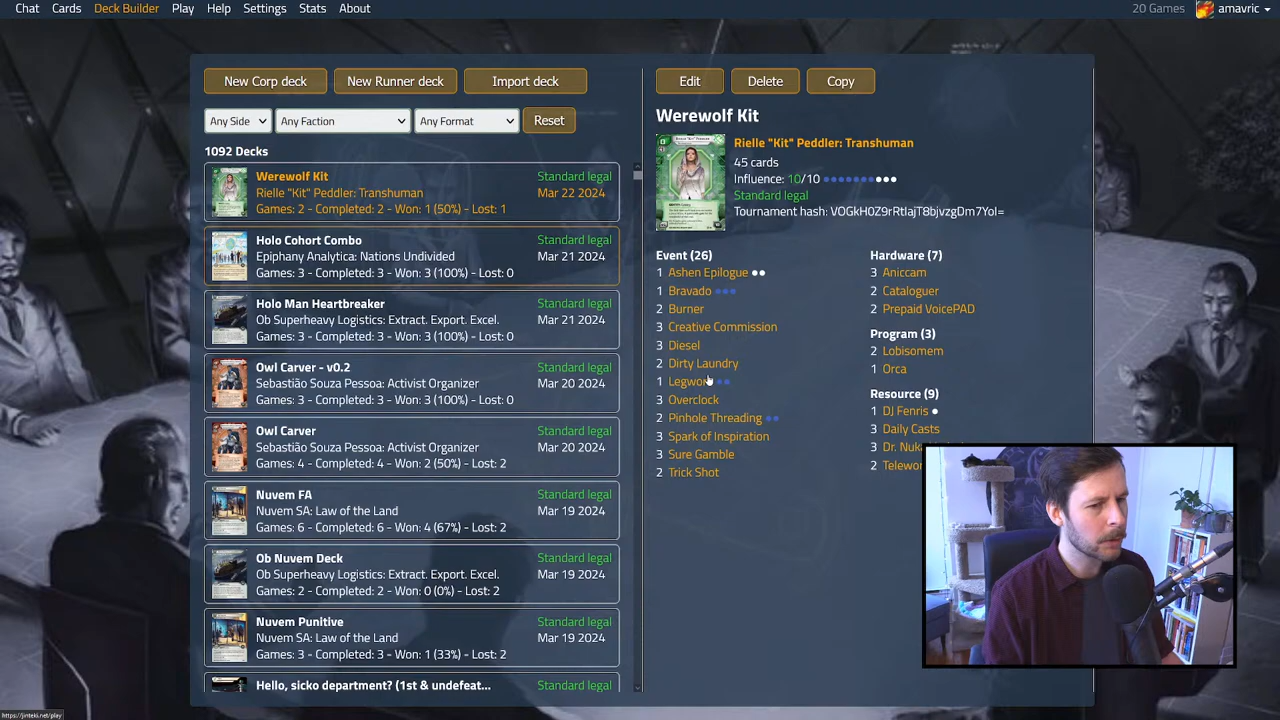 Chat Cards Deck Builder Play Help Settings Stats About 20 Games amavric
New Corp deck New Runner deck Import deck
Any Side Any Faction Any Format Reset
1092 Decks
Werewolf Kit Standard legal
Rielle "Kit" Peddler: Transhuman Mar 22 2024
Games: 2 - Completed: 2 - Won: 1 (50%) - Lost: 1
Holo Cohort Combo Standard legal
Epiphany Analytica: Nations Undivided Mar 21 2024
Games: 3 - Completed: 3 - Won: 3 (100%) - Lost: 0
Holo Man Heartbreaker Standard legal
Ob Superheavy Logistics: Extract. Export. Excel. Mar 21 2024
Games: 3 - Completed: 3 - Won: 3 (100%) - Lost: 0
Owl Carver - v0.2 Standard legal
Sebastião Souza Pessoa: Activist Organizer Mar 20 2024
Games: 3 - Completed: 3 - Won: 3 (100%) - Lost: 0
Owl Carver Standard legal
Sebastião Souza Pessoa: Activist Organizer Mar 20 2024
Games: 4 - Completed: 4 - Won: 2 (50%) - Lost: 2
Nuvem FA Standard legal
Nuvem SA: Law of the Land Mar 19 2024
Games: 6 - Completed: 6 - Won: 4 (67%) - Lost: 2
Ob Nuvem Deck Standard legal
Ob Superheavy Logistics: Extract. Export. Excel. Mar 19 2024
Games: 2 - Completed: 2 - Won: 0 (0%) - Lost: 2
Nuvem Punitive Standard legal
Nuvem SA: Law of the Land Mar 19 2024
Games: 3 - Completed: 3 - Won: 1 (33%) - Lost: 2
Hello, sicko department? (1st & undefeat... Standard legal
Edit Delete Copy
Werewolf Kit
Rielle "Kit" Peddler: Transhuman
45 cards
Influence: 10/10
Standard legal
Tournament hash: VOGkH0Z9rRtIajT8bjvzgDm7YoI=
Event (26)
1 Ashen Epilogue
1 Bravado
2 Burner
3 Creative Commission
3 Diesel
2 Dirty Laundry
1 Legwor
3 Overclock
2 Pinhole Threading
3 Spark of Inspiration
3 Sure Gamble
2 Trick Shot
Hardware (7)
3 Aniccam
2 Cataloguer
2 Prepaid VoicePAD
Program (3)
2 Lobisomem
1 Orca
Resource (9)
1 DJ Fenris
3 Daily Casts
3 Dr. Nuka
2 Telewor
https://jinteki.net/play